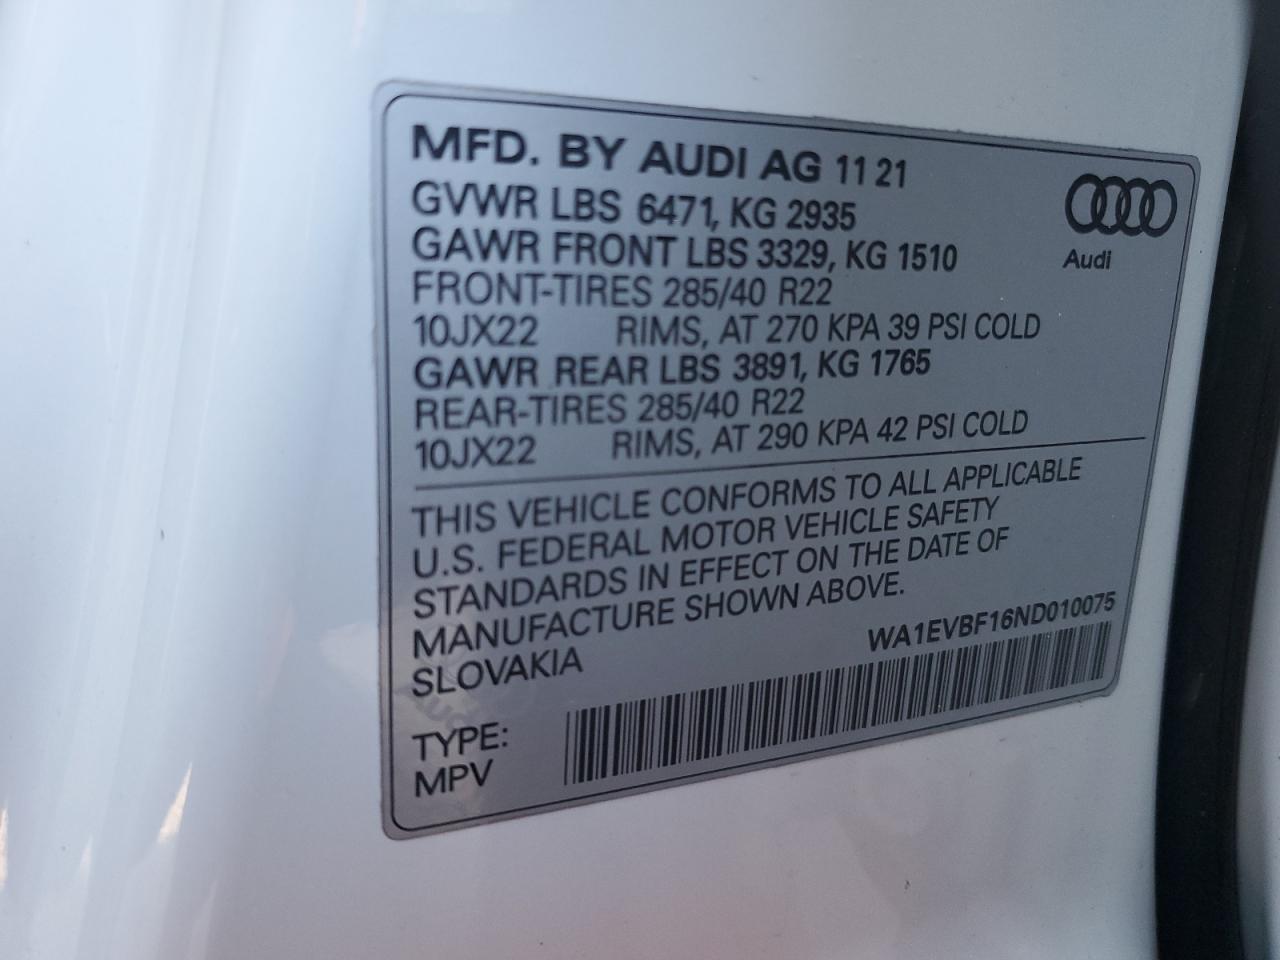 MFD. BY AUDI AG 11 21
GVWR LBS 6471, KG 2935
GAWR FRONT LBS 3329, KG 1510
FRONT-TIRES 285/40 R22
10JX22 RIMS, AT 270 KPA 39 PSI COLD
GAWR REAR LBS 3891, KG 1765
REAR-TIRES 285/40 R22
10JX22 RIMS, AT 290 KPA 42 PSI COLD
Audi
THIS VEHICLE CONFORMS TO ALL APPLICABLE
U.S. FEDERAL MOTOR VEHICLE SAFETY
STANDARDS IN EFFECT ON THE DATE OF
MANUFACTURE SHOWN ABOVE.
SLOVAKIA
WA1EVBF16ND010075
TYPE:
MPV